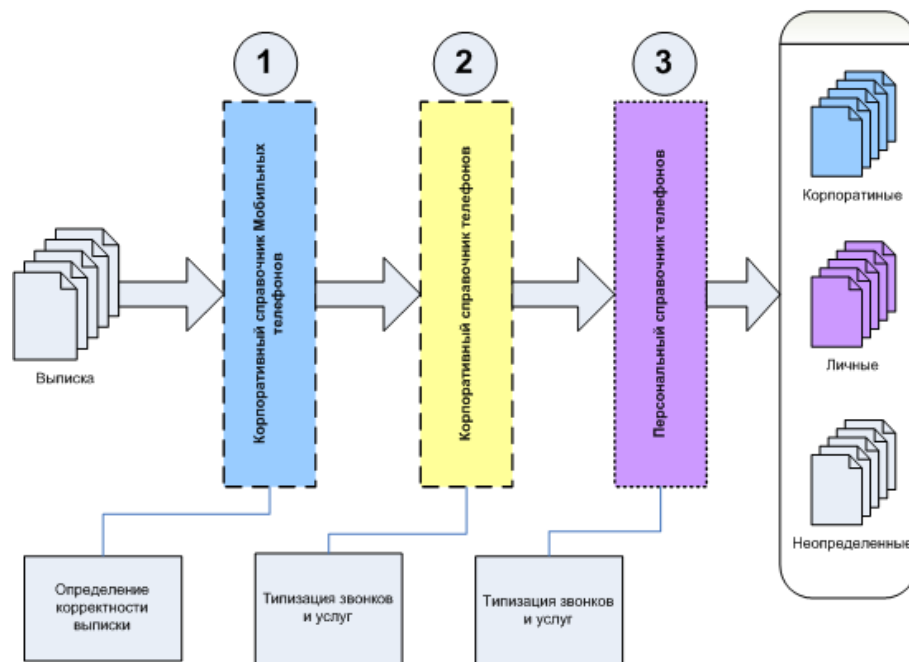 1
2
3
Корпоративный справочник Мобильных
телефонов
Корпоративный справочник телефонов
Персональный справочник телефонов
Выписка
Корпоратиные
Личные
Неопределенные
Определение
корректности
выписки
Типизация звонков
и услуг
Типизация звонков
и услуг